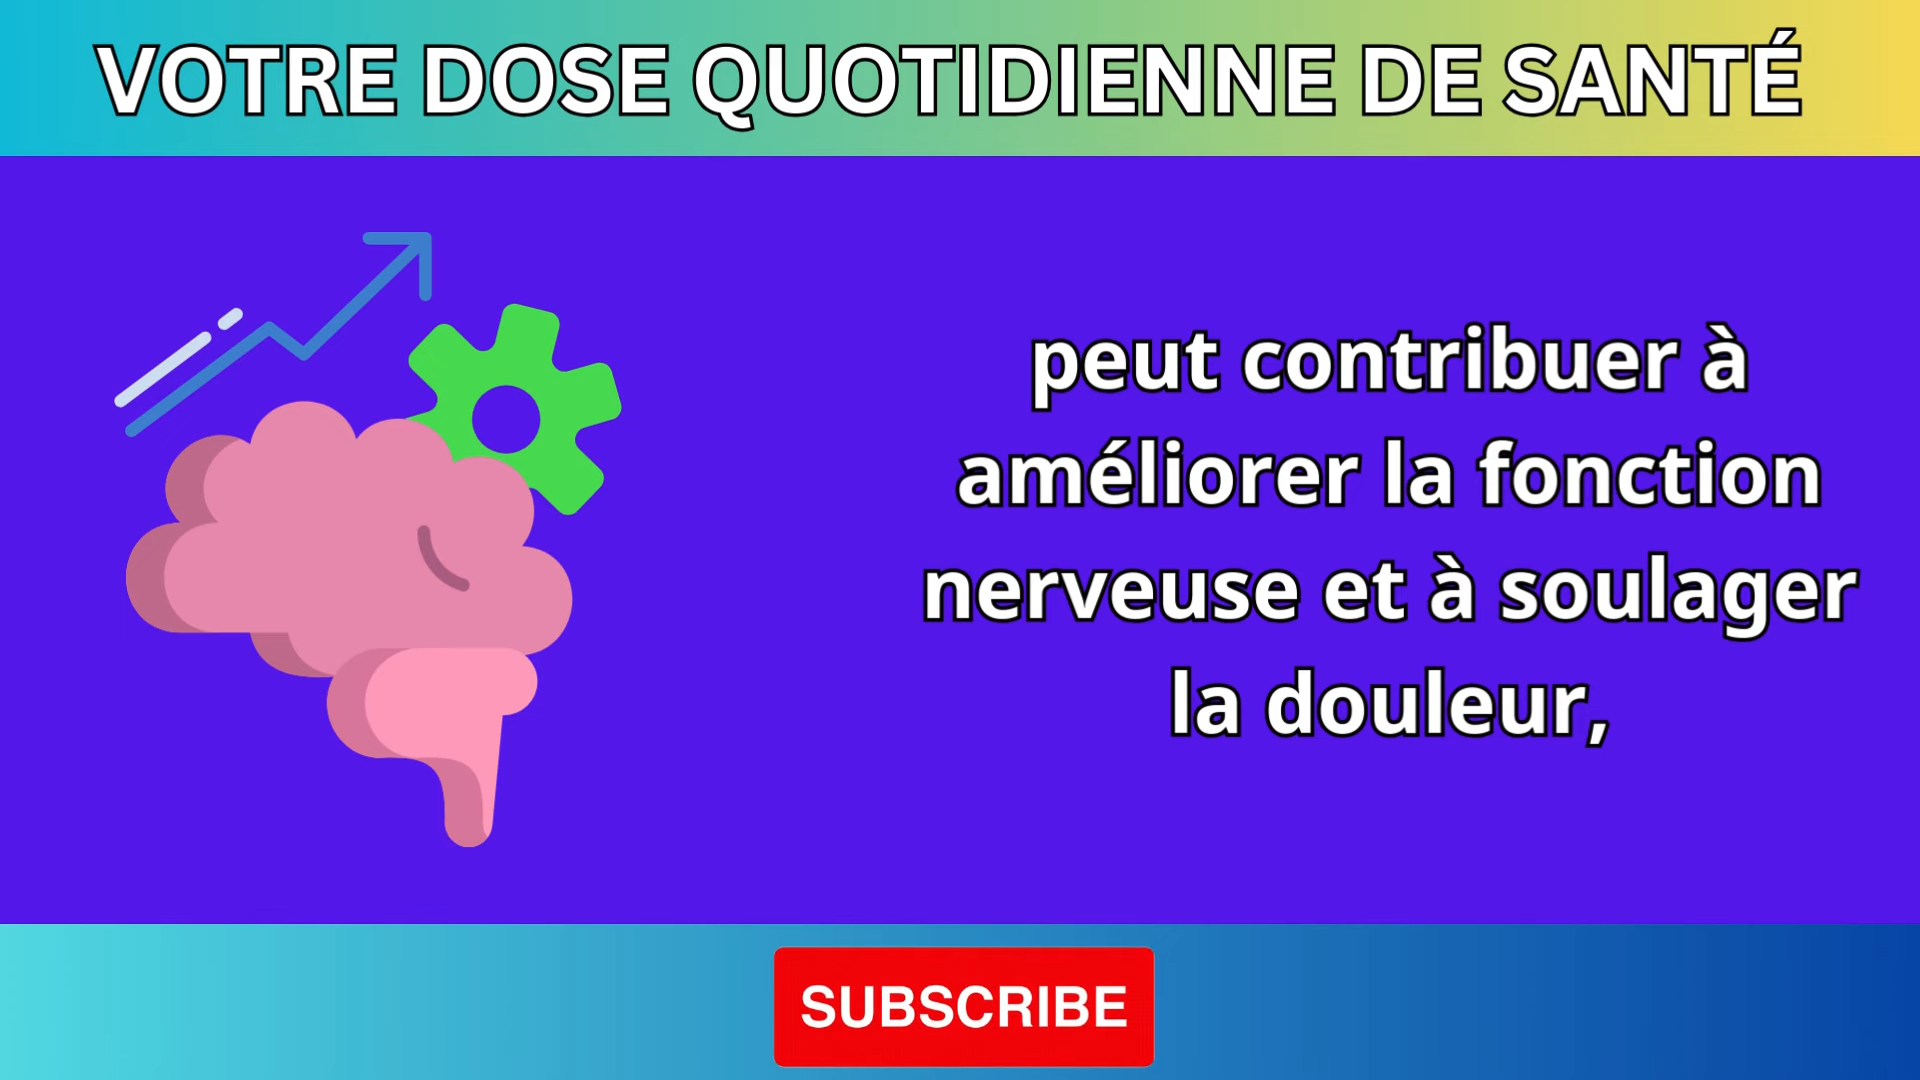 VOTRE DOSE QUOTIDIENNE DE SANTÉ
peut contribuer à
améliorer la fonction
nerveuse et à soulager
la douleur,
SUBSCRIBE